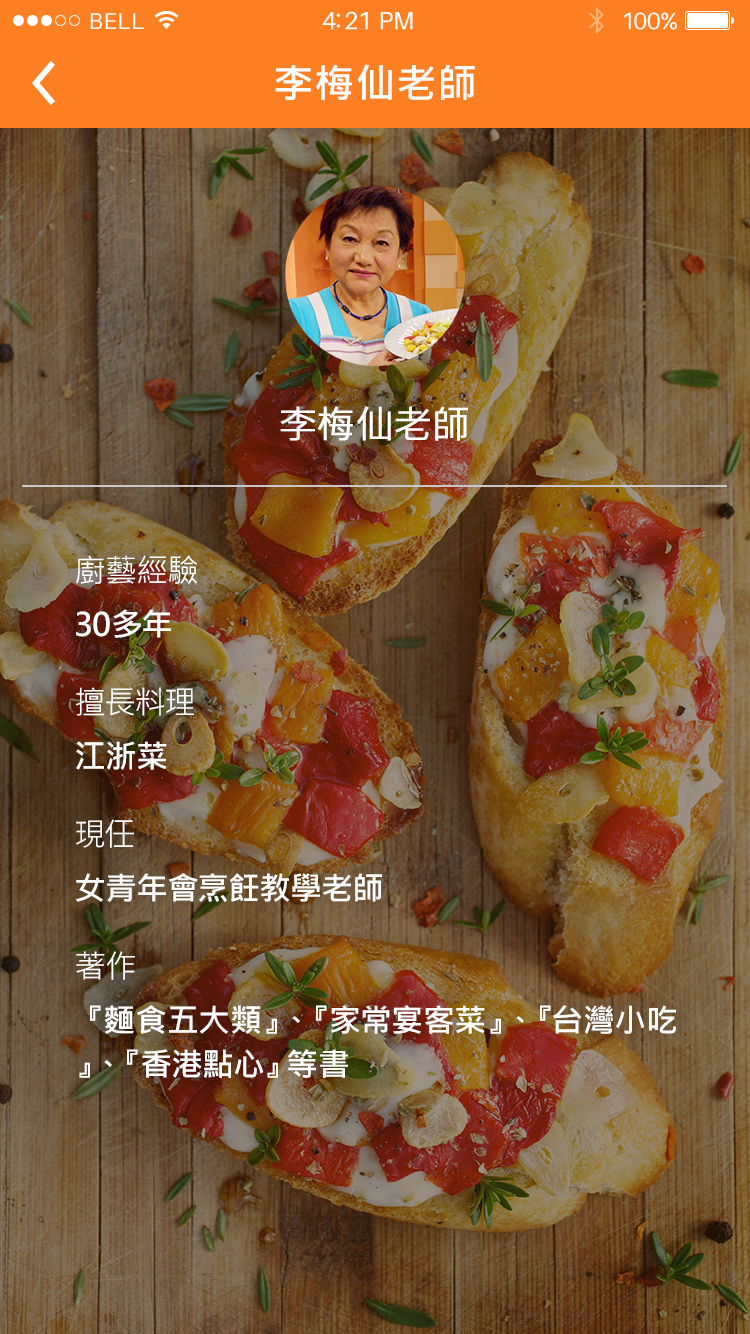 BELL 4:21 PM 100%
李梅仙老師
李梅仙老師
廚藝經驗
30多年
擅長料理
江浙菜
現任
女青年會烹飪教學老師
著作
『麵食五大類』、『家常宴客菜』、『台灣小吃
』、『香港點心』等書